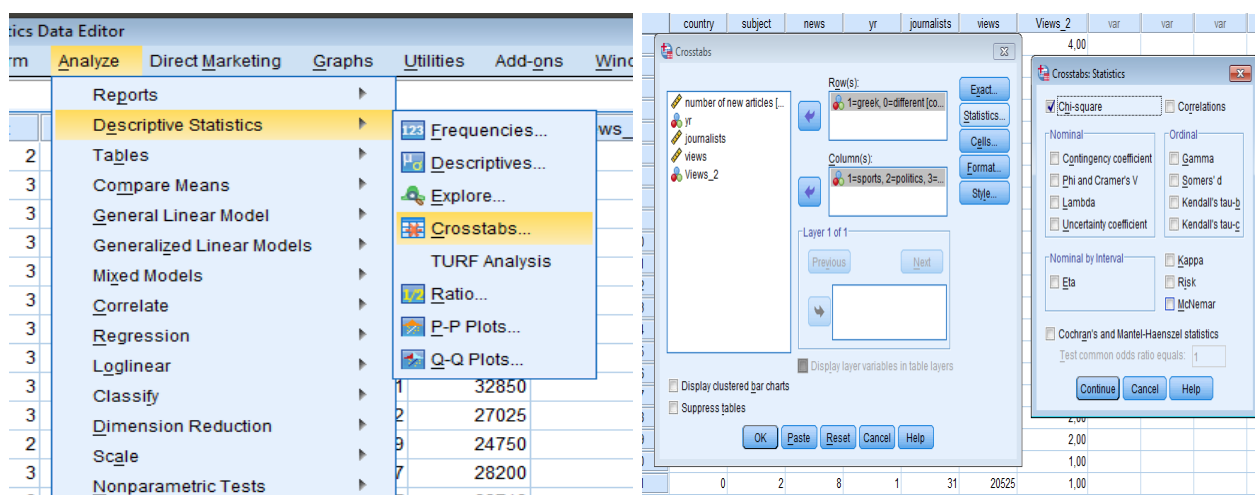 tics Data Editor
rm Analyze Direct Marketing Graphs Utilities Add-ons Wind
Reports
Descriptive Statistics
Tables
Compare Means
General Linear Model
Generalized Linear Models
Mixed Models
Correlate
Regression
Loglinear
Classify
Dimension Reduction
Scale
Nonparametric Tests
Frequencies...
Descriptives...
Explore...
Crosstabs...
TURF Analysis
Ratio...
P-P Plots...
Q-Q Plots...
ws_
2
3
3
3
3
3
3
3
3
3
2
3
1 32850
2 27025
9 24750
7 28200
country subject news yr journalists views Views_2 var var var
4,00
Crosstabs
number of new articles [...
yr
journalists
views
Views_2
Row(s):
1=greek, 0=different [co...
Column(s):
1=sports, 2=politics, 3=...
Exact...
Statistics...
Cells...
Format...
Style...
Layer 1 of 1
Previous Next
Display layer variables in table layers
Display clustered bar charts
Suppress tables
OK Paste Reset Cancel Help
Crosstabs: Statistics
Chi-square Correlations
Nominal Ordinal
Contingency coefficient Gamma
Phi and Cramer's V Somers' d
Lambda Kendall's tau-b
Uncertainty coefficient Kendall's tau-c
Nominal by Interval Kappa
Eta Risk
McNemar
Cochran's and Mantel-Haenszel statistics
Test common odds ratio equals: 1
Continue Cancel Help
2,00
2,00
1,00
0 2 8 1 31 20525 1,00